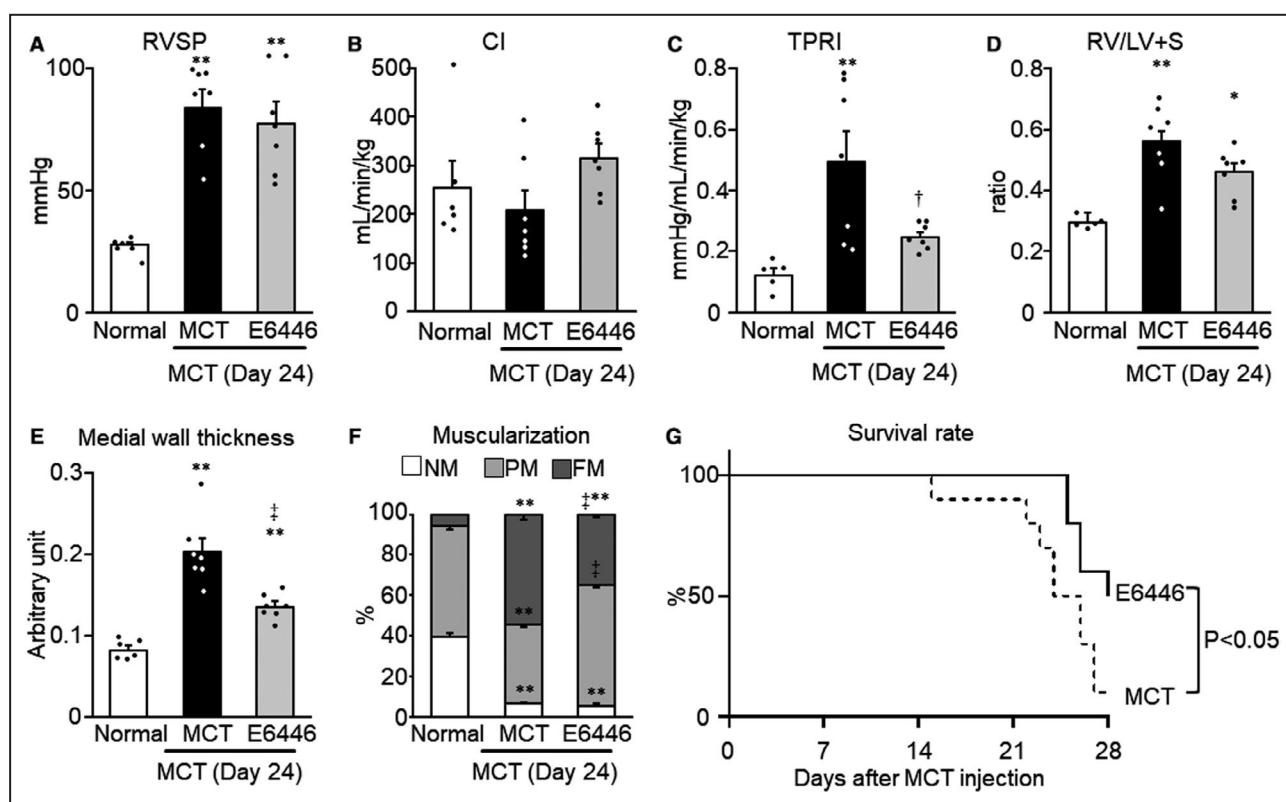 A RVSP
**
**
100
50
0
mmHg
Normal MCT E6446
MCT (Day 24)
B CI
500
400
300
200
100
0
mL/min/kg
Normal MCT E6446
MCT (Day 24)
C TPRI
**
†
0.8
0.6
0.4
0.2
0
mmHg/mL/min/kg
Normal MCT E6446
MCT (Day 24)
D RV/LV+S
**
*
0.8
0.6
0.4
0.2
0
ratio
Normal MCT E6446
MCT (Day 24)
E Medial wall thickness
**
‡
**
0.3
0.2
0.1
0
Arbitrary unit
Normal MCT E6446
MCT (Day 24)
F Muscularization
NM PM FM
** ‡**
‡
**
** **
100
80
60
40
20
0
%
Normal MCT E6446
MCT (Day 24)
G Survival rate
100
50
0
%
E6446
P<0.05
MCT
0 7 14 21 28
Days after MCT injection